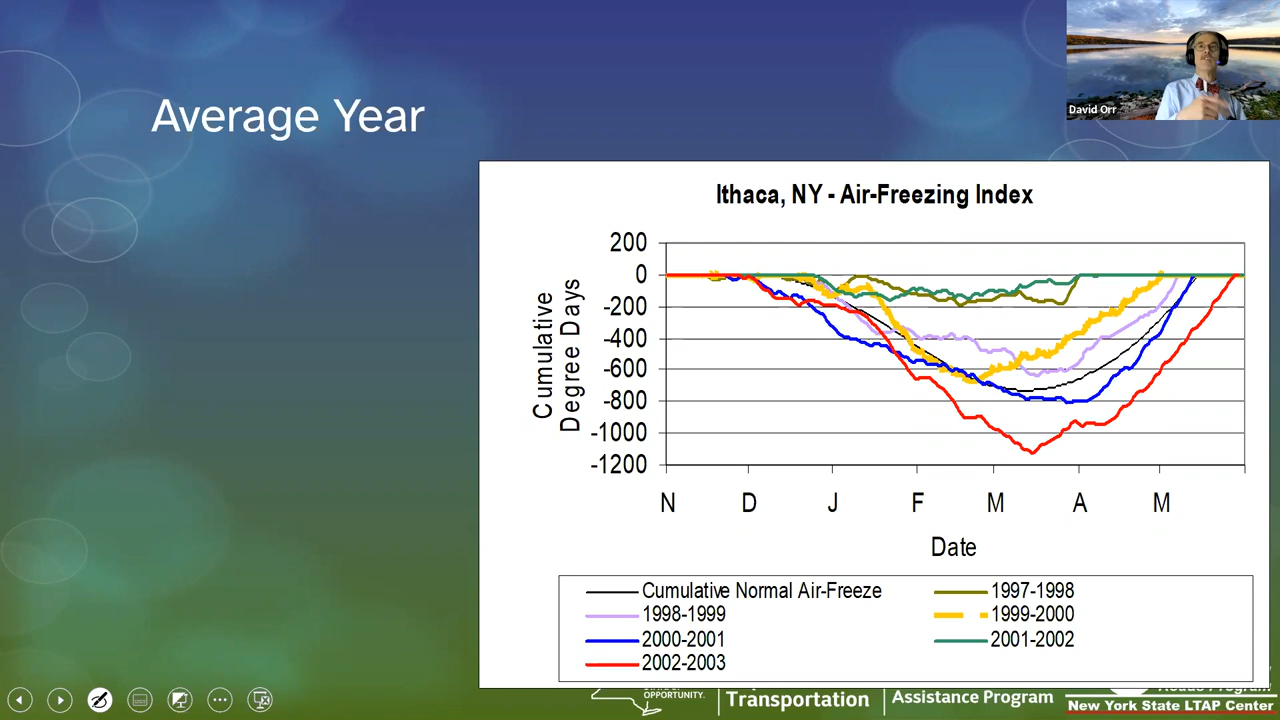 David Orr
Average Year
Ithaca, NY - Air-Freezing Index
Cumulative
Degree Days
200
0
-200
-400
-600
-800
-1000
-1200
N D J F M A M
Date
Cumulative Normal Air-Freeze
1997-1998
1998-1999
1999-2000
2000-2001
2001-2002
2002-2003
OPPORTUNITY.
Transportation
Assistance Program
Roads Program
New York State LTAP Center